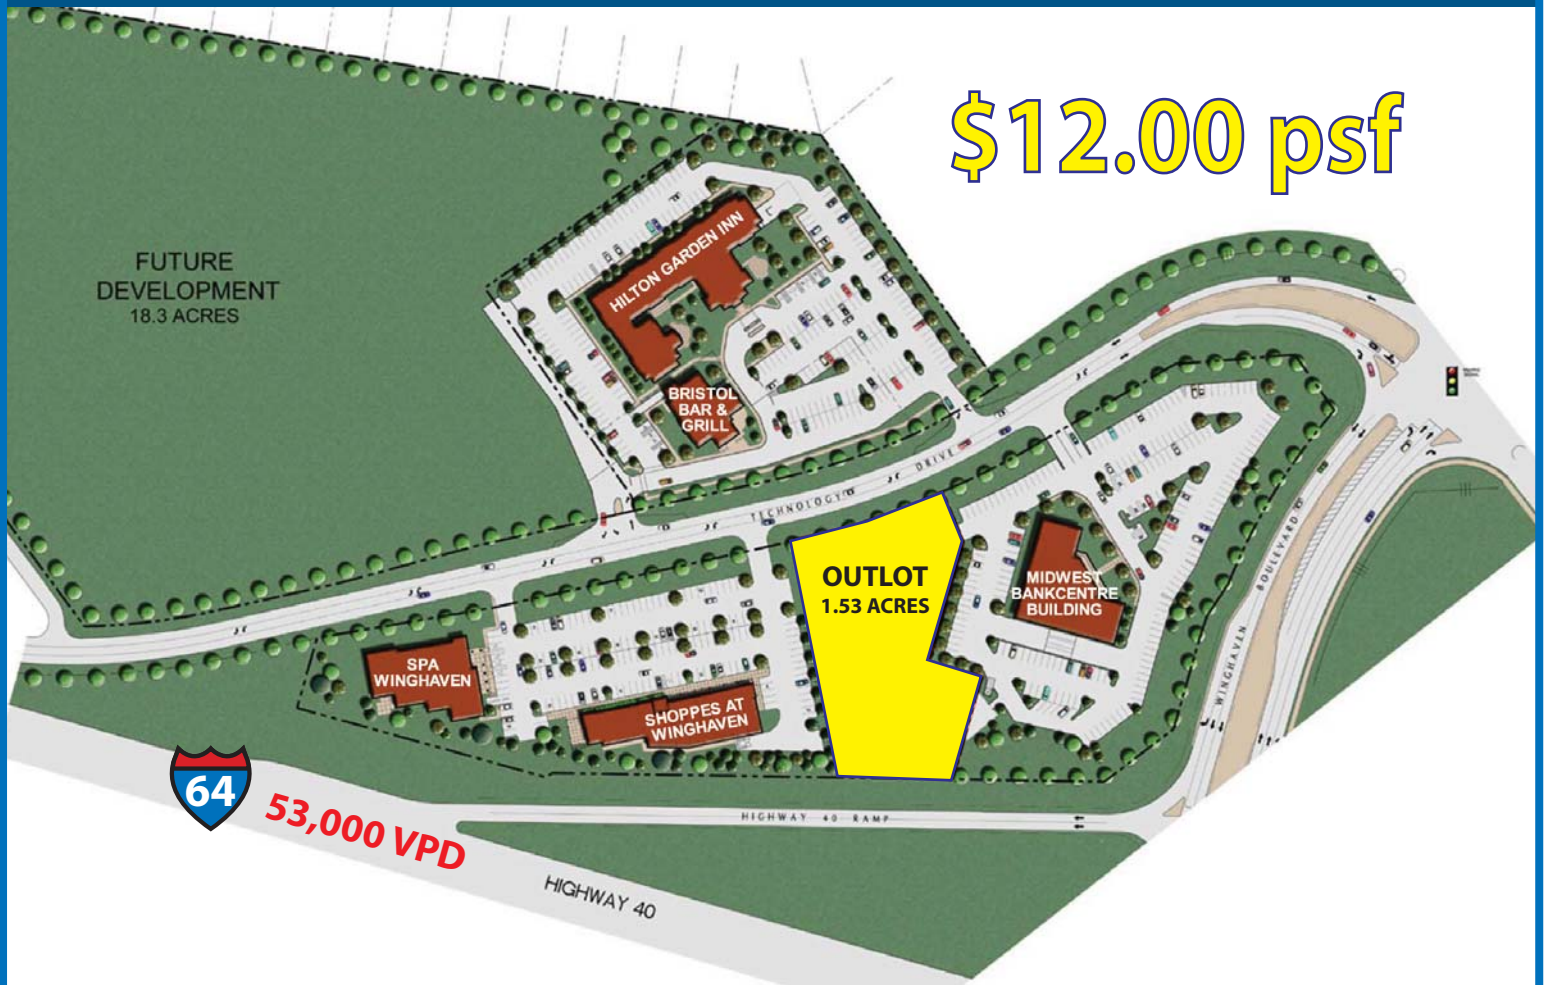 $12.00 psf
FUTURE
DEVELOPMENT
18.3 ACRES
HILTON GARDEN INN
BRISTOL
BAR &
GRILL
TECHNOLOGY DRIVE
OUTLOT
1.53 ACRES
MIDWEST
BANKCENTRE
BUILDING
WINGHAVEN BOULEVARD
SPA
WINGHAVEN
SHOPPES AT
WINGHAVEN
64
53,000 VPD
HIGHWAY 40 RAMP
HIGHWAY 40